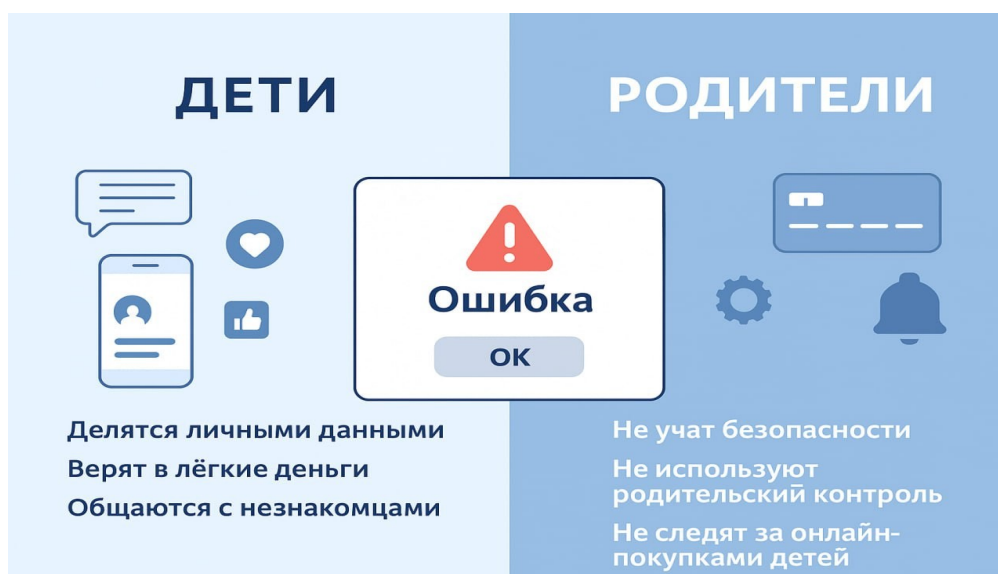 ДЕТИ
РОДИТЕЛИ
Ошибка
ОК
Делятся личными данными
Верят в лёгкие деньги
Общаются с незнакомцами
Не учат безопасности
Не используют
родительский контроль
Не следят за онлайн-
покупками детей